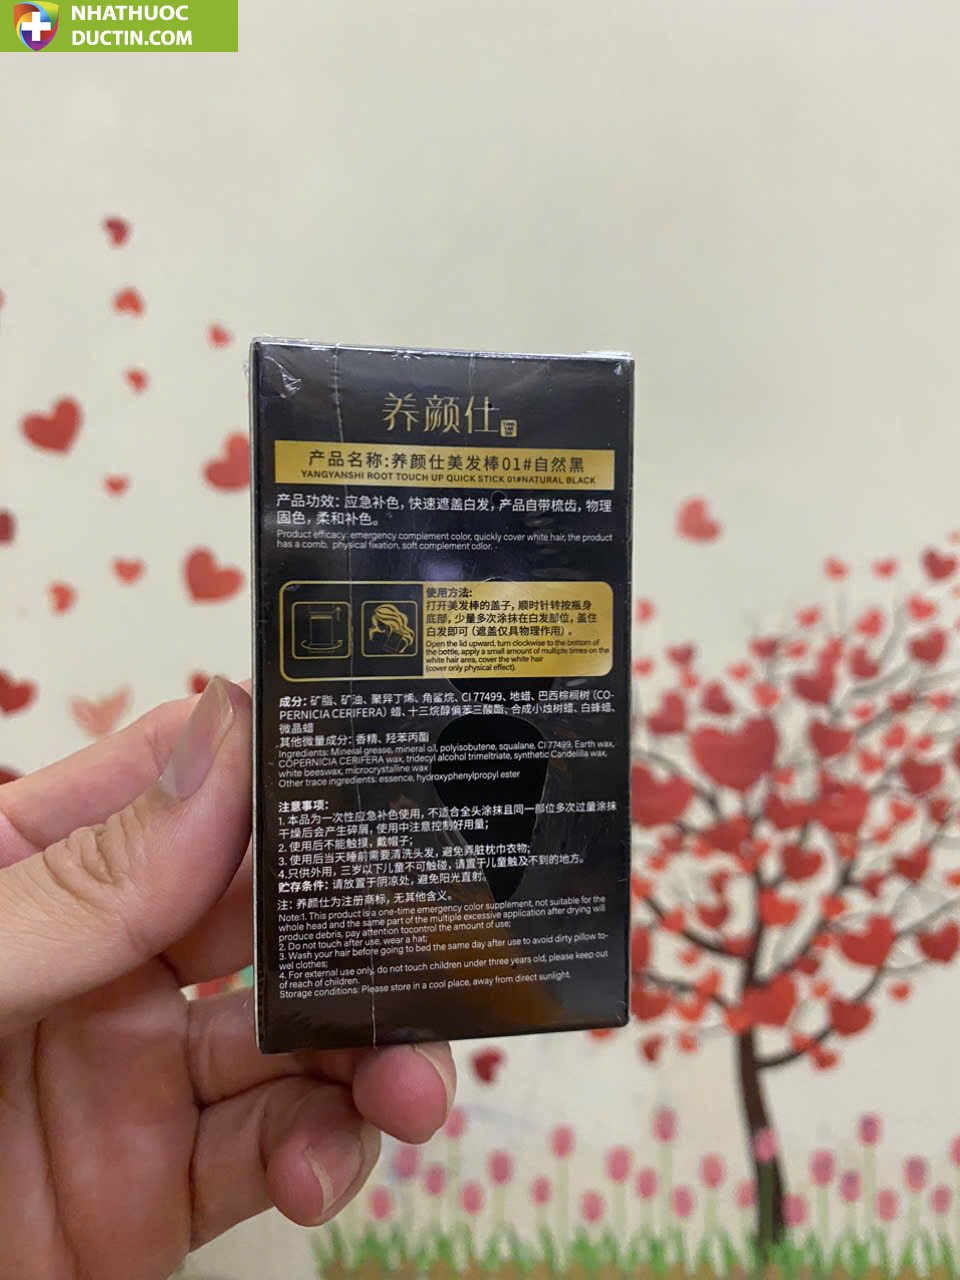 NHATHUOC
DUCTIN.COM
养颜仕
产品名称:养颜仕美发棒01#自然黑
YANGYANSHI ROOT TOUCH UP QUICK STICK 01#NATURAL BLACK
产品功效: 应急补色，快速遮盖白发，产品自带梳齿，物理
固色，柔和补色。
Product efficacy: emergency complement color, quickly cover white hair, the product
has a comb, physical fixation, soft complement cdlor.
使用方法:
打开美发棒的盖子，顺时针转按瓶身
底部，少量多次涂抹在白发部位，盖住
白发即可（遮盖仅具物理作用）。
Open the lid upward, turn clockwise to the bottom of
the bottle, apply a small amount of multiple times on the
white hair area, cover the white hair
(cover only physical effect).
成分: 矿脂、矿油、聚异丁烯、角鲨烷、CI 77499、地蜡、巴西棕榈树（CO-
PERNICIA CERIFERA）蜡、十三烷醇偏苯三酸酯、合成小烛树蜡、白蜂蜡、
微晶蜡
其他微量成分: 香精、羟苯丙酯
Ingredients: Mineral grease, mineral oil, polyisobutene, squalane, CI 77499, Earth wax,
COPERNICIA CERIFERA wax, tridecyl alcohol trimeltriate, synthetic Candelilla wax,
white beeswax, microcrystalline wax
Other trace ingredients: essence, hydroxyphenylpropyl ester
注意事项:
1. 本品为一次性应急补色使用，不适合全头涂抹且同一部位多次过量涂抹
干燥后会产生碎屑，使用中注意控制好用量；
2. 使用后不能触摸，戴帽子；
3. 使用后当天睡前需要清洗头发，避免弄脏枕巾衣物；
4.只供外用，三岁以下儿童不可触碰，请置于儿童触及不到的地方。
贮存条件: 请放置于阴凉处，避免阳光直射。
注: 养颜仕为注册商标，无其他含义。
Note:1. This product is a one-time emergency color supplement, not suitable for the
whole head and the same part of the multiple excessive application after drying will
produce debris, pay attention tocontrol the amount of use;
2. Do not touch after use, wear a hat;
3. Wash your hair before going to bed the same day after use to avoid dirty pillow to-
wel clothes;
4. For external use only, do not touch children under three years old, please keep out
of reach of children.
Storage conditions: Please store in a cool place, away from direct sunlight.